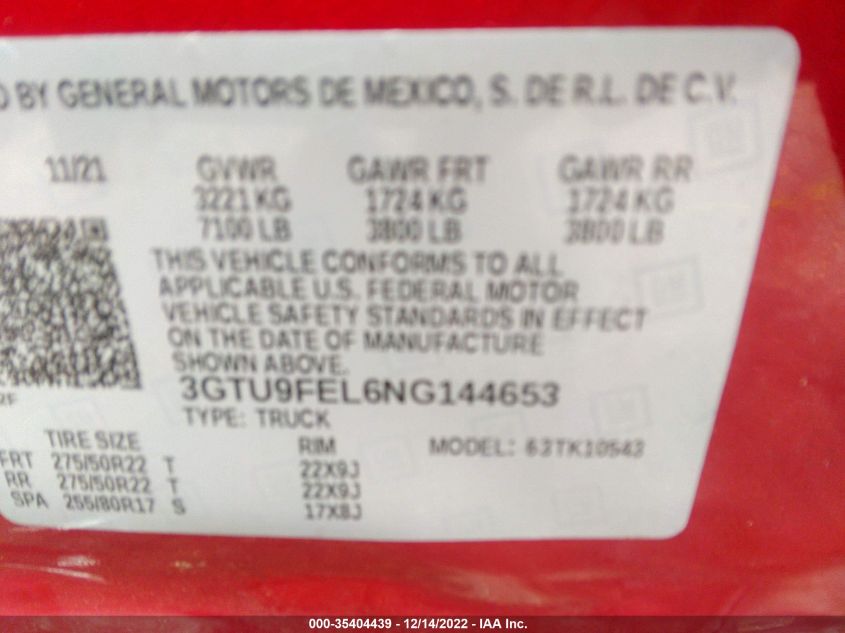 D BY GENERAL MOTORS DE MEXICO, S. DE R.L. DE C.V.
11/21 GVWR GAWR FRT GAWR RR
3221 KG 1724 KG 1724 KG
7100 LB 3800 LB 3800 LB
THIS VEHICLE CONFORMS TO ALL
APPLICABLE U.S. FEDERAL MOTOR
VEHICLE SAFETY STANDARDS IN EFFECT
ON THE DATE OF MANUFACTURE
SHOWN ABOVE.
3GTU9FEL6NG144653
2F
TYPE: TRUCK
TIRE SIZE RIM MODEL: 63TK10543
FRT 275/50R22 T 22X9J
RR 275/50R22 T 22X9J
SPA 255/80R17 S 17X8J
000-35404439 - 12/14/2022 - IAA Inc.